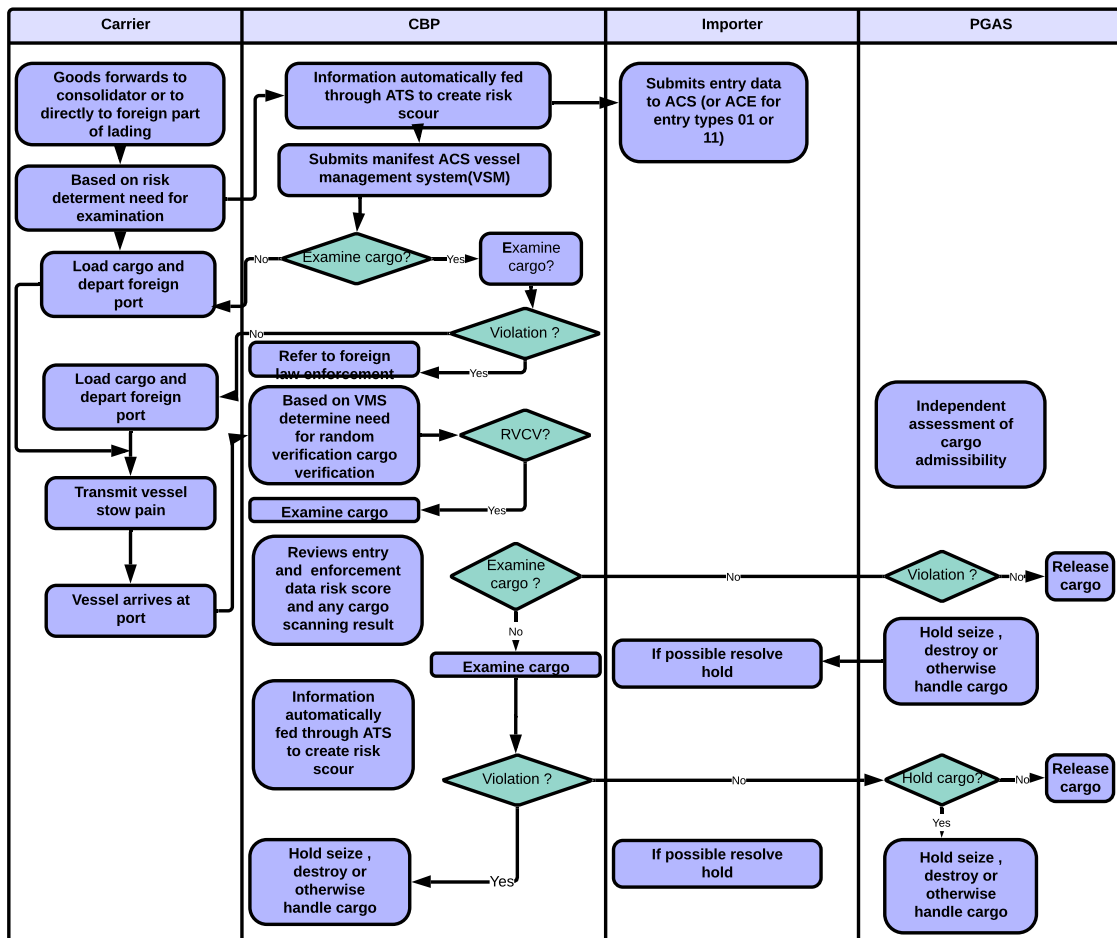 Carrier
CBP
Importer
PGAS
Goods forwards to
consolidator or to
directly to foreign part
of lading
Information automatically fed
through ATS to create risk
scour
Submits entry data
to ACS (or ACE for
entry types 01 or
11)
Based on risk
determent need for
examination
Submits manifest ACS vessel
management system(VSM)
Load cargo and
depart foreign
port
No
Examine cargo?
Yes
Examine
cargo?
No
Violation ?
Refer to foreign
law enforcement
Yes
Load cargo and
depart foreign
port
Based on VMS
determine need
for random
verification cargo
verification
RVCV?
Independent
assessment of
cargo
admissibility
Transmit vessel
stow pain
Examine cargo
Yes
Vessel arrives at
port
Reviews entry
and enforcement
data risk score
and any cargo
scanning result
Examine
cargo ?
No
Violation ?
No
Release
cargo
No
Examine cargo
If possible resolve
hold
Hold seize ,
destroy or
otherwise
handle cargo
Information
automatically
fed through ATS
to create risk
scour
Violation ?
No
Hold cargo?
No
Release
cargo
Yes
Hold seize ,
destroy or
otherwise
handle cargo
Yes
If possible resolve
hold
Hold seize ,
destroy or
otherwise
handle cargo